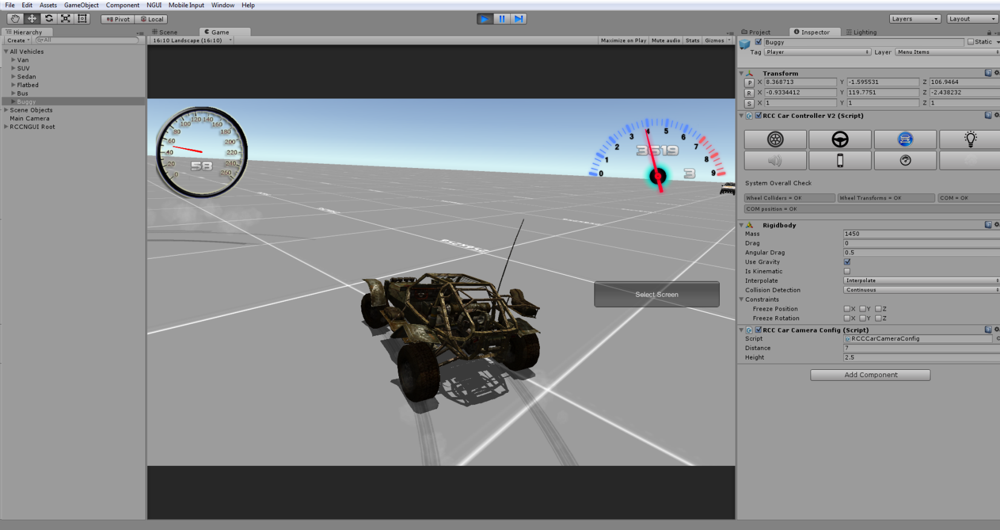 File Edit Assets GameObject Component NGUI Mobile Input Window Help
Pivot Local Layers Layout
Hierarchy
Create All
All Vehicles
Van
SUV
Sedan
Flatbed
Bus
Buggy
Scene Objects
Main Camera
RCCNGUI Root
Scene Game
16:10 Landscape (16:10) Maximize on Play Mute audio Stats Gizmos
0 20 40 60 80 100 120 140 160 180 200 220 240 260
58
0 1 2 3 4 5 6 7 8 9
3519
3
256x256
Select Screen
Project Inspector Lighting
Buggy Static
Tag Player Layer Menu Items
Transform
P X 8.368713 Y -1.595531 Z 106.9464
R X -0.9334412 Y 119.7751 Z -2.438232
S X 1 Y 1 Z 1
RCC Car Controller V2 (Script)
System Overall Check
Wheel Colliders = OK Wheel Transforms = OK COM = OK
COM position = OK
Rigidbody
Mass 1450
Drag 0
Angular Drag 0.5
Use Gravity
Is Kinematic
Interpolate Interpolate
Collision Detection Continuous
Constraints
Freeze Position X Y Z
Freeze Rotation X Y Z
RCC Car Camera Config (Script)
Script RCCCarCameraConfig
Distance 7
Height 2.5
Add Component